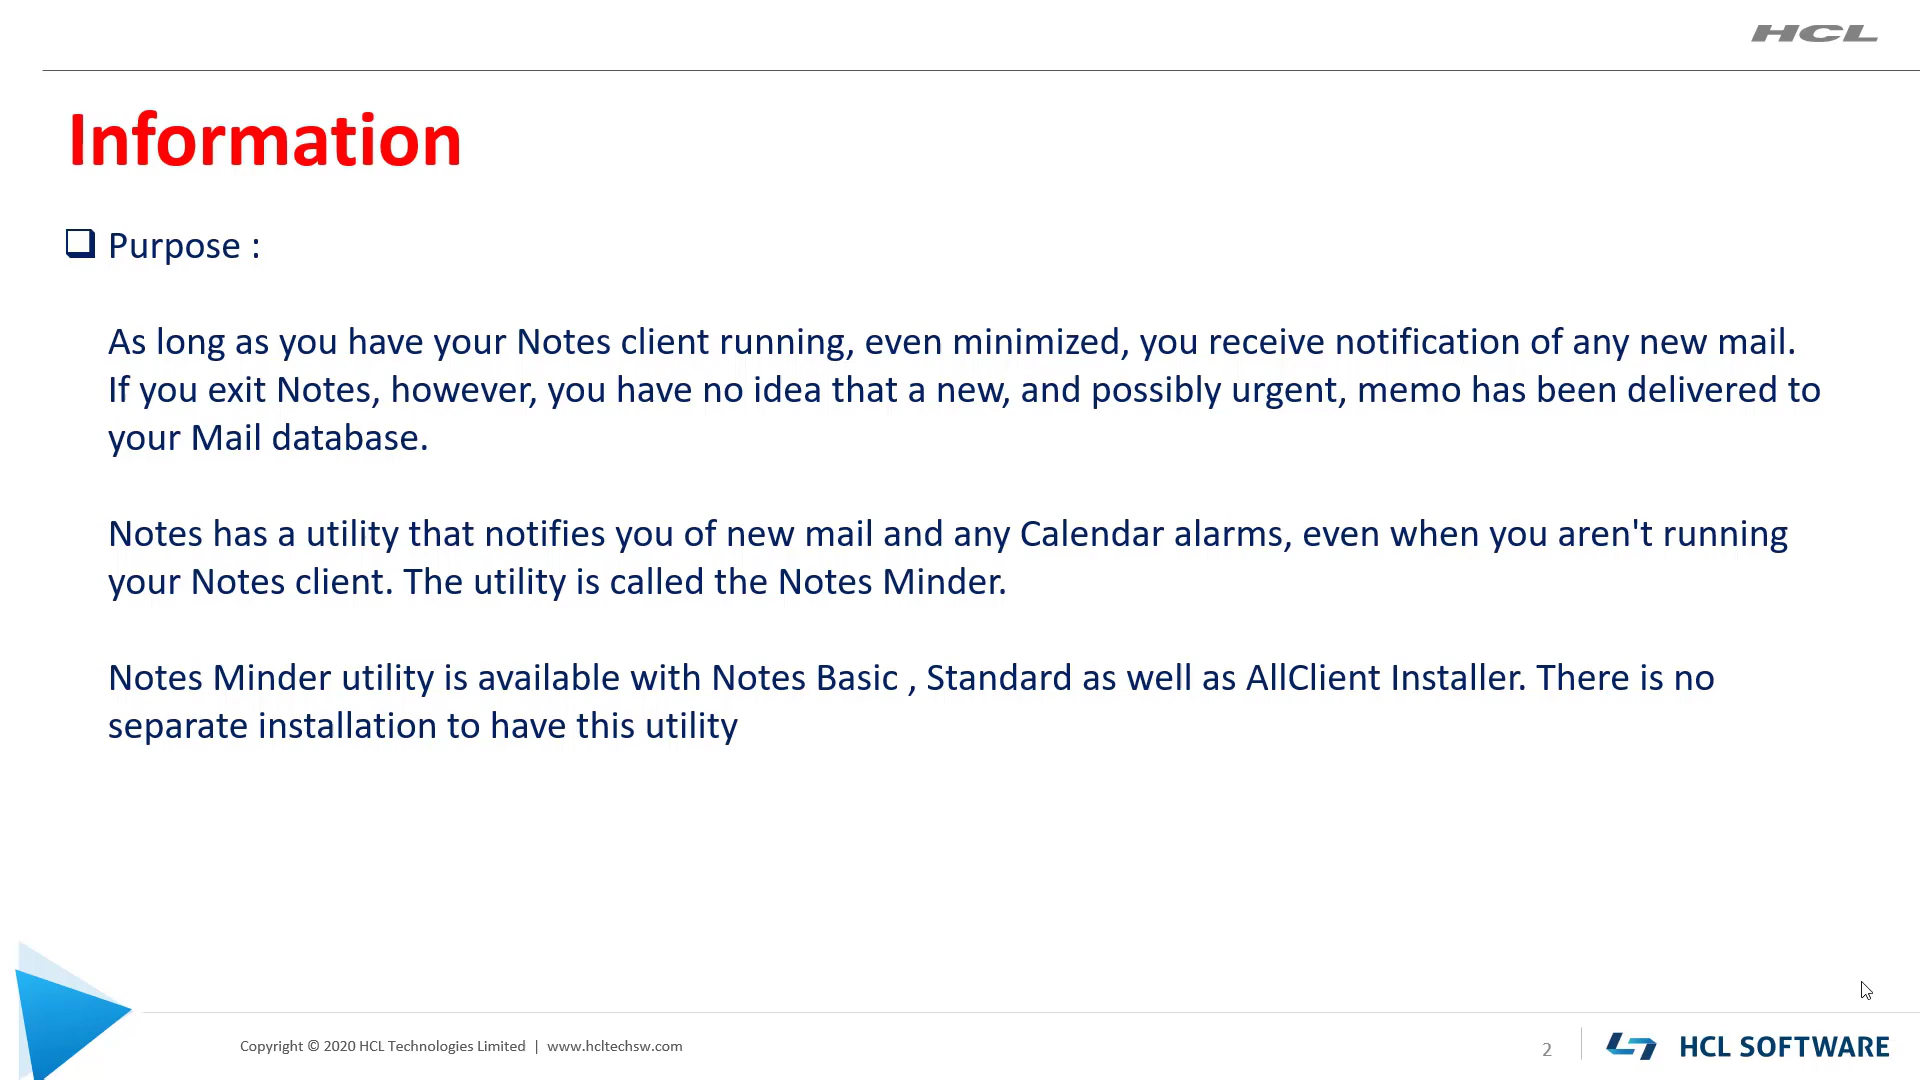 HCL
Information
Purpose :
As long as you have your Notes client running, even minimized, you receive notification of any new mail.
If you exit Notes, however, you have no idea that a new, and possibly urgent, memo has been delivered to
your Mail database.
Notes has a utility that notifies you of new mail and any Calendar alarms, even when you aren't running
your Notes client. The utility is called the Notes Minder.
Notes Minder utility is available with Notes Basic , Standard as well as AllClient Installer. There is no
separate installation to have this utility
Copyright © 2020 HCL Technologies Limited | www.hcltechsw.com
2
HCL SOFTWARE